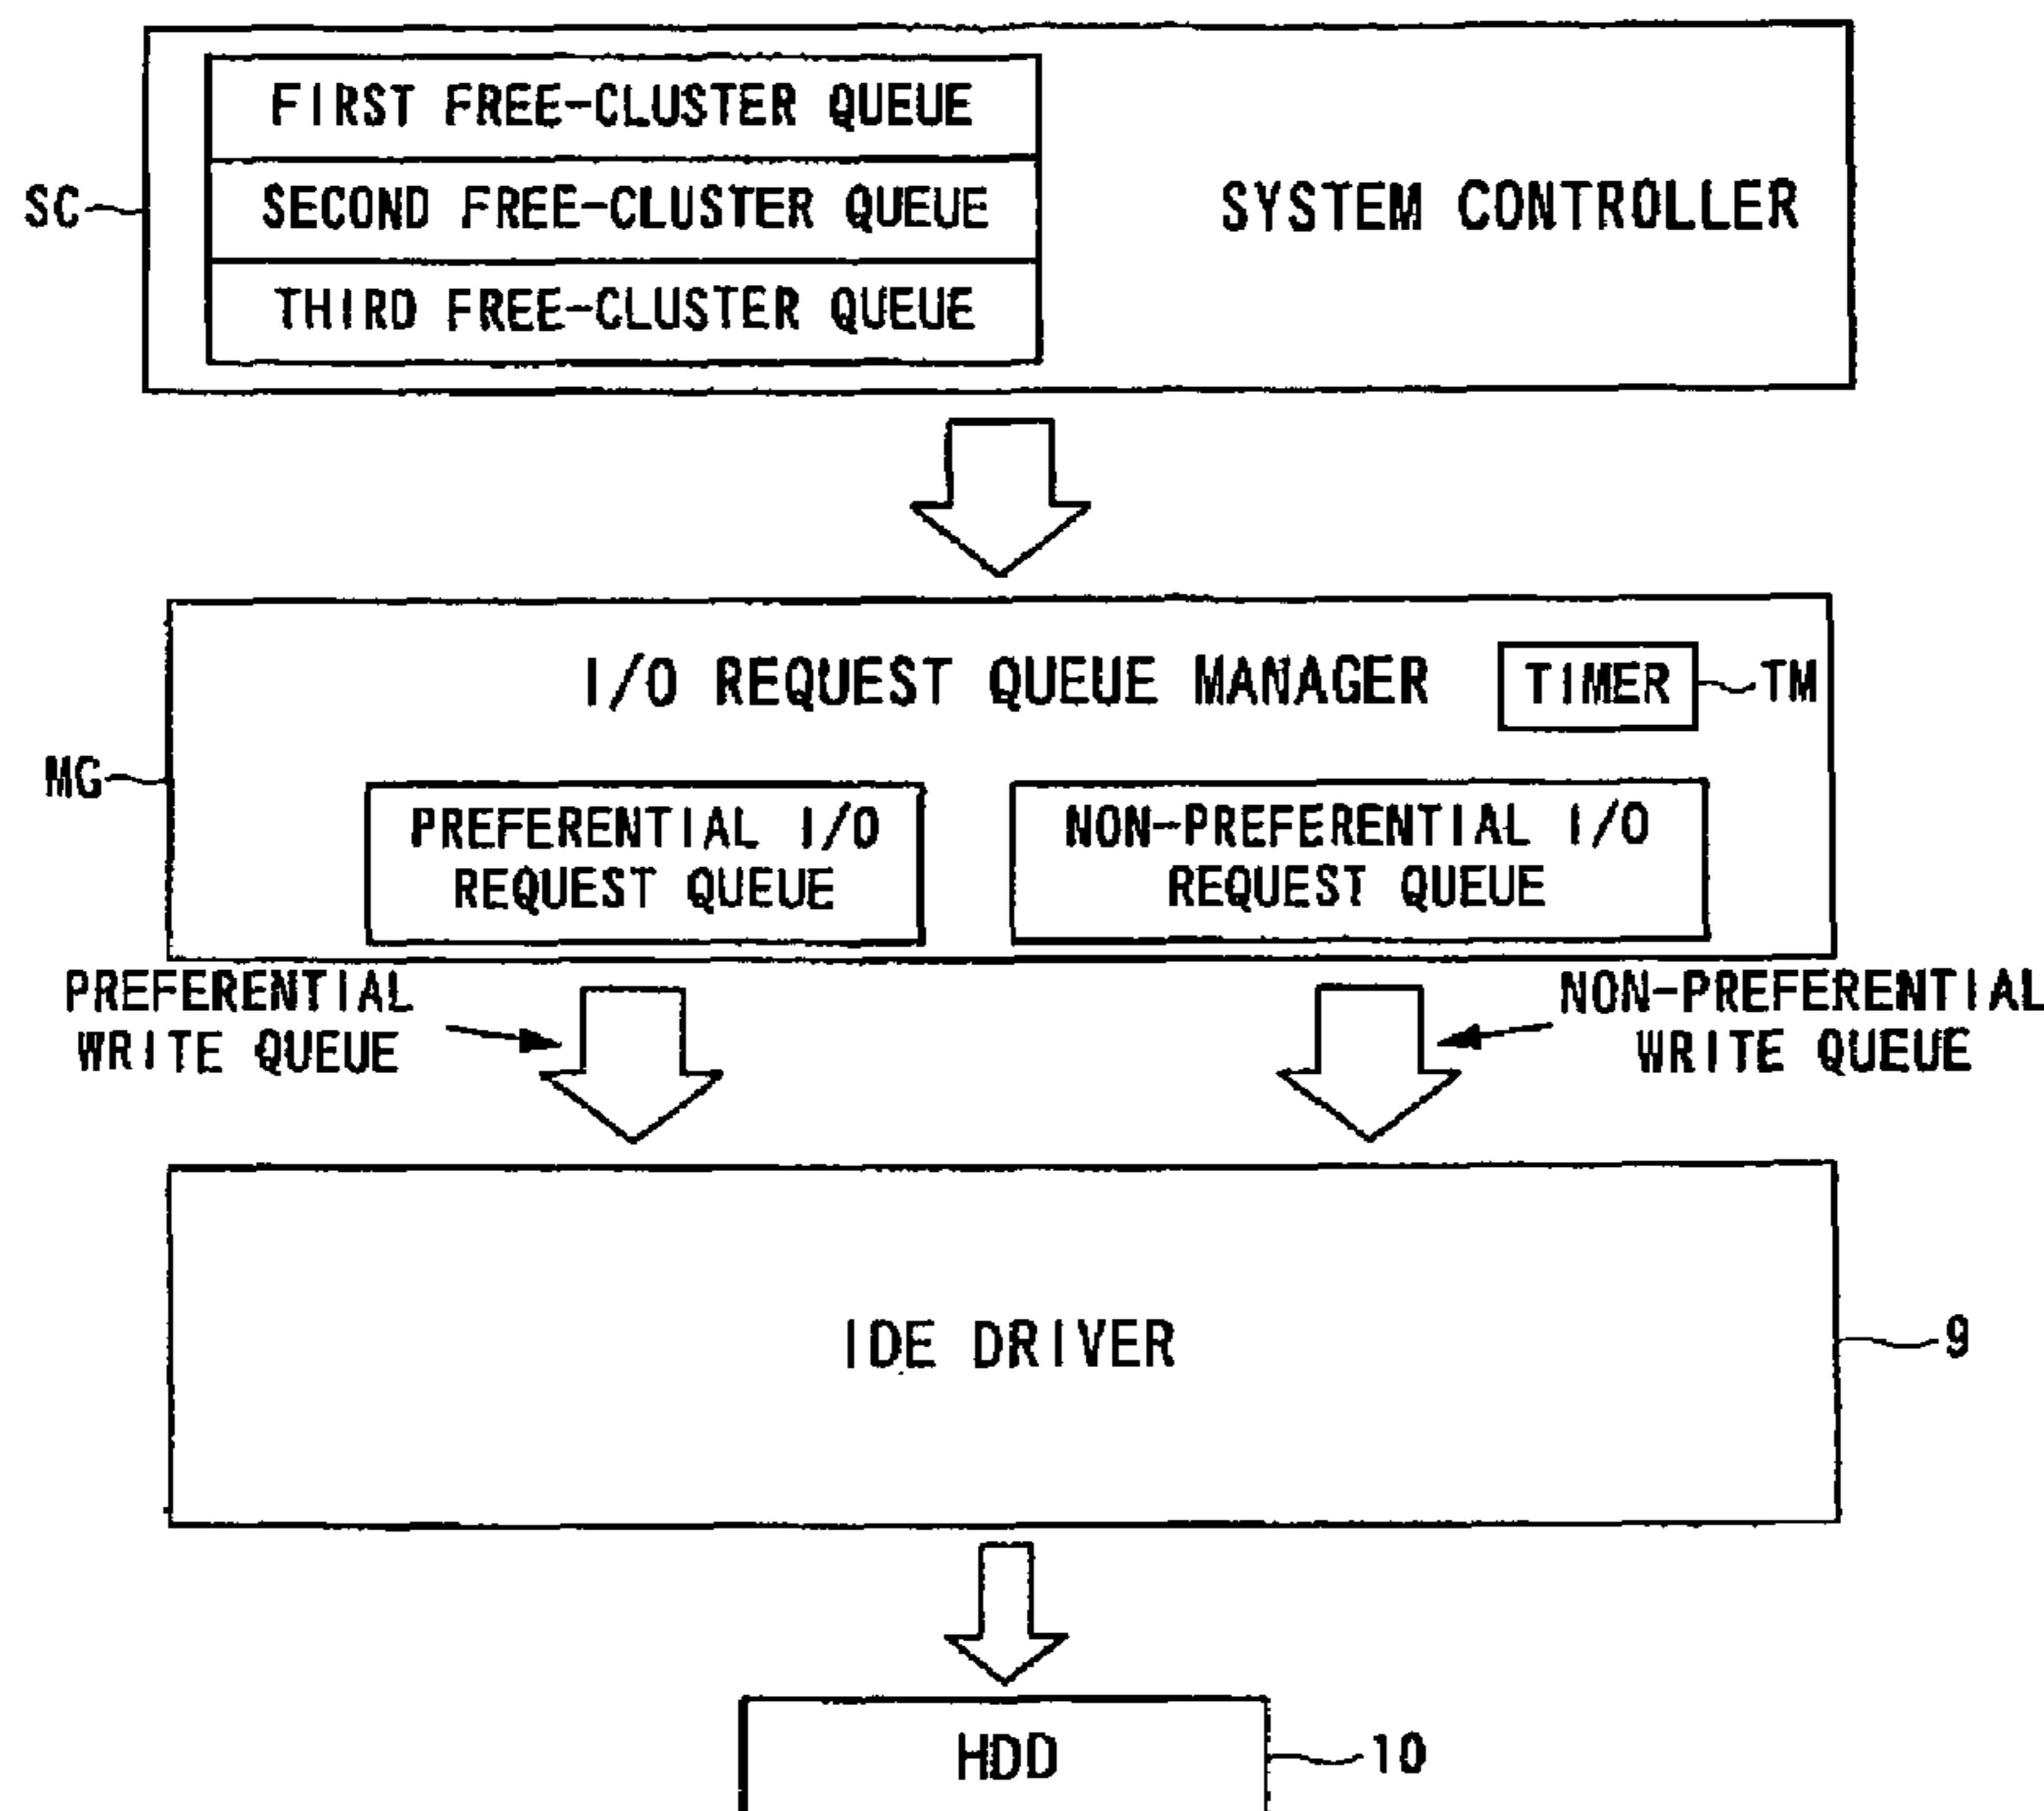 FIRST FREE-CLUSTER QUEUE
SC
SECOND FREE-CLUSTER QUEUE
SYSTEM CONTROLLER
THIRD FREE-CLUSTER QUEUE
I/O REQUEST QUEUE MANAGER
TIMER
TM
MG
PREFERENTIAL I/O
REQUEST QUEUE
NON-PREFERENTIAL I/O
REQUEST QUEUE
PREFERENTIAL
WRITE QUEUE
NON-PREFERENTIAL
WRITE QUEUE
IDE DRIVER
9
HDD
10